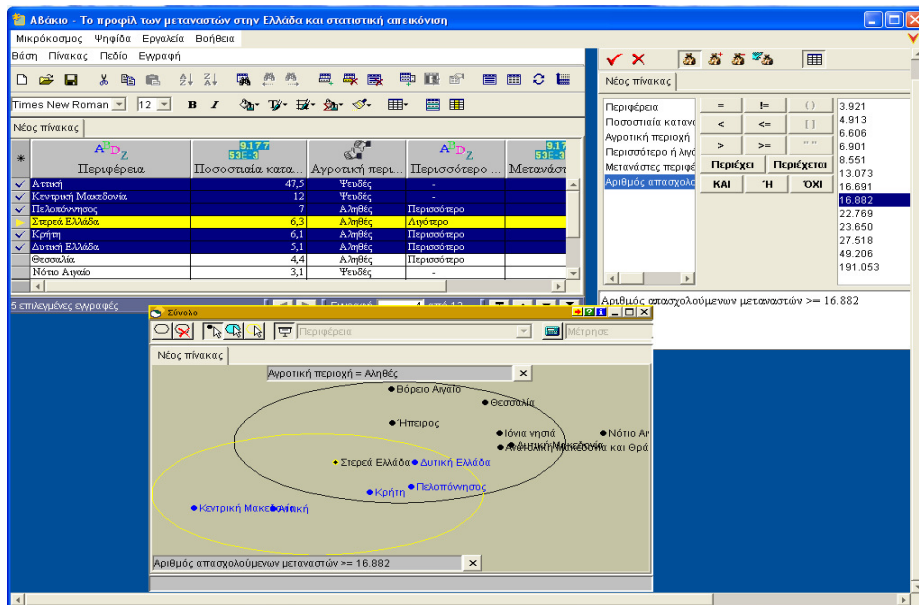 Αβάκιο - Το προφίλ των μεταναστών στην Ελλάδα και στατιστική απεικόνιση
Μικρόκοσμος Ψηφίδα Εργαλεία Βοήθεια
Βάση Πίνακας Πεδίο Εγγραφή
Times New Roman 12 B I
Νέος πίνακας
Περιφέρεια Ποσοστιαία κατα... Αγροτική περι... Περισσότερο ... Μετανάστ
Αττική 47,5 Ψευδές -
Κεντρική Μακεδονία 12 Ψευδές -
Πελοπόννησος 7 Αληθές Περισσότερο
Στερεά Ελλάδα 6,3 Αληθές Λιγότερο
Κρήτη 6,1 Αληθές Περισσότερο
Δυτική Ελλάδα 5,1 Αληθές Περισσότερο
Θεσσαλία 4,4 Αληθές Περισσότερο
Νότιο Αιγαίο 3,1 Ψευδές -
5 επιλεγμένες εγγραφές Εγγραφή 4 από 13
Νέος πίνακας
Περιφέρεια
Ποσοστιαία κατανο
Αγροτική περιοχή
Περισσότερο ή λιγό
Μετανάστες περιφέ
Αριθμός απασχολο
= != ( )
< <= [ ]
> >= " "
Περιέχει Περιέχεται
ΚΑΙ Ή ΌΧΙ
3.921
4.913
6.606
6.901
8.551
13.073
16.691
16.882
22.769
23.650
27.518
49.206
191.053
Αριθμός απασχολούμενων μεταναστών >= 16.882
Σύνολο
Περιφέρεια Μέτρησε
Νέος πίνακας
Αγροτική περιοχή = Αληθές
Βόρειο Αιγαίο
Θεσσαλία
Ήπειρος
Ιόνια νησιά
Νότιο Αι
Δυτική Μακεδονία
Ανατολική Μακεδονία και Θρά
Στερεά Ελλάδα
Δυτική Ελλάδα
Κρήτη
Πελοπόννησος
Κεντρική Μακεδονία
Αττική
Αριθμός απασχολούμενων μεταναστών >= 16.882